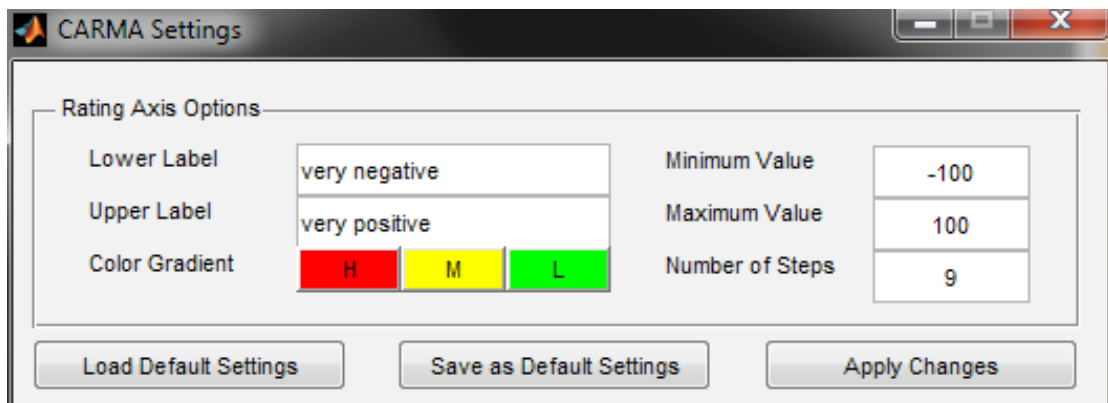 CARMA Settings
Rating Axis Options
Lower Label very negative Minimum Value -100
Upper Label very positive Maximum Value 100
Color Gradient H M L Number of Steps 9
Load Default Settings Save as Default Settings Apply Changes